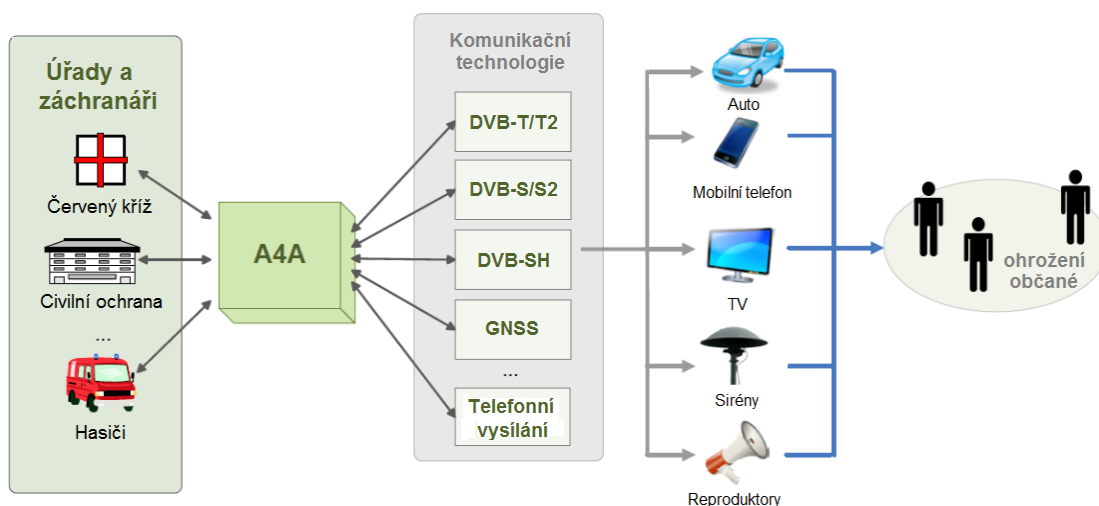 Úřady a
záchranáři
Červený kříž
Civilní ochrana
...
Hasiči
A4A
Komunikační
technologie
DVB-T/T2
DVB-S/S2
DVB-SH
GNSS
...
Telefonní
vysílání
Auto
Mobilní telefon
TV
Sirény
Reproduktory
ohrožení
občané